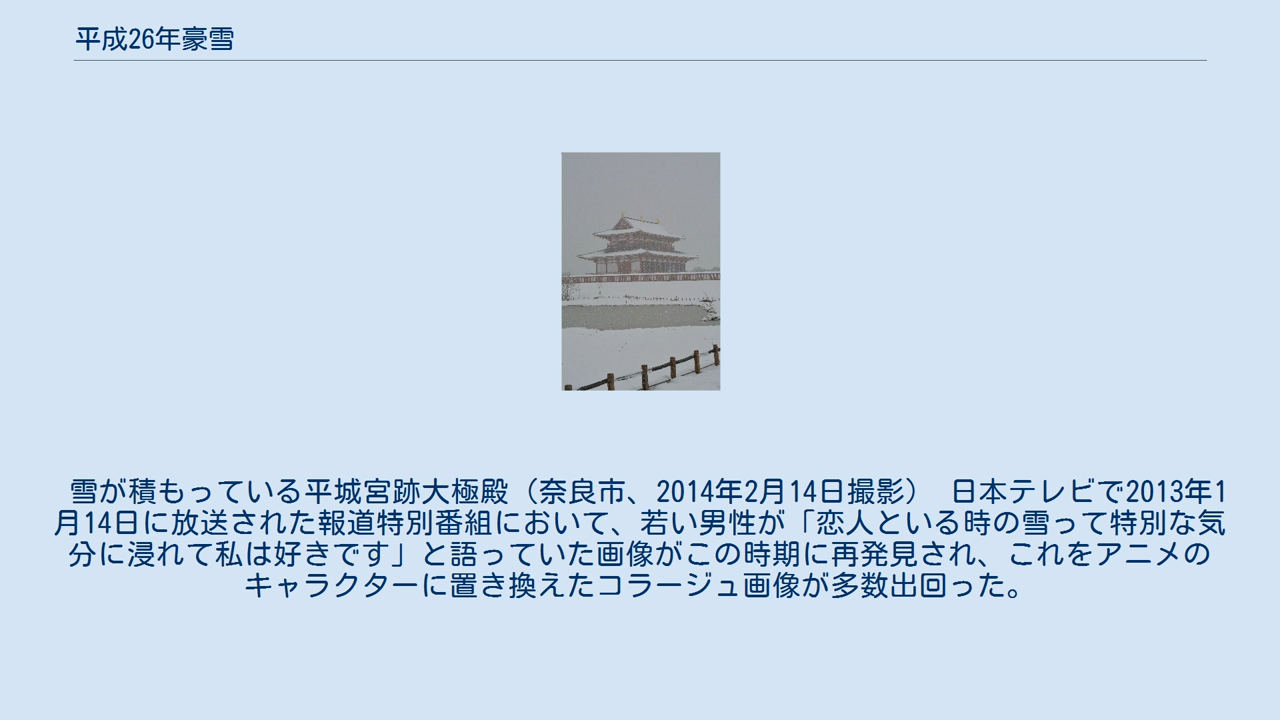 平成26年豪雪
雪が積もっている平城宮跡大極殿（奈良市、2014年2月14日撮影）　日本テレビで2013年1
月14日に放送された報道特別番組において、若い男性が「恋人といる時の雪って特別な気
分に浸れて私は好きです」と語っていた画像がこの時期に再発見され、これをアニメの
キャラクターに置き換えたコラージュ画像が多数出回った。